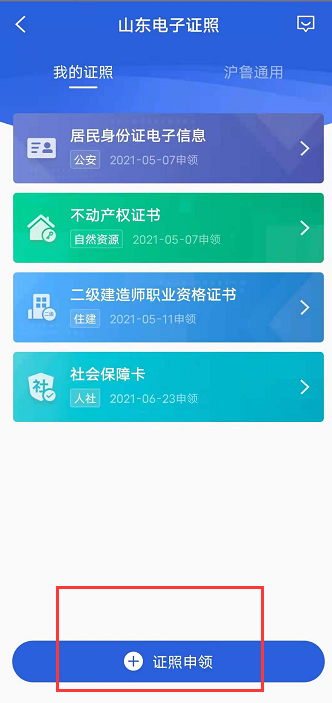 山东电子证照
我的证照
沪鲁通用
居民身份证电子信息
公安 2021-05-07申领
不动产权证书
自然资源 2021-05-07申领
二级建造师职业资格证书
住建 2021-05-11申领
社会保障卡
人社 2021-06-23申领
证照申领